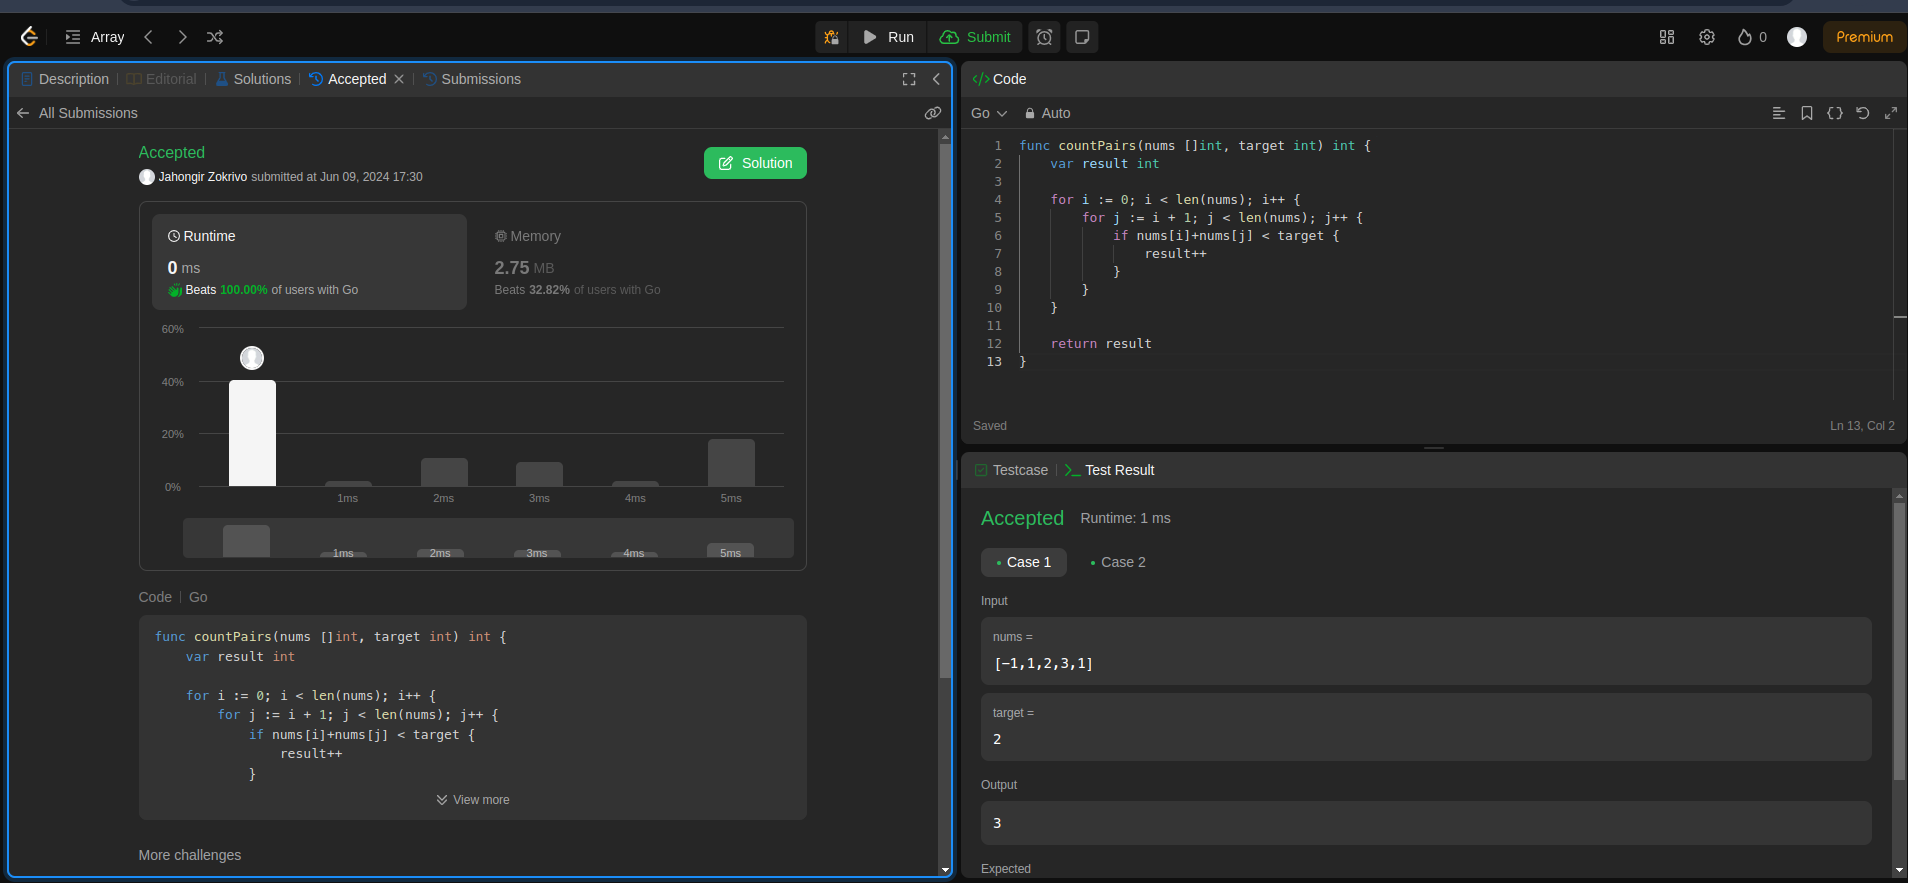 Array
Run
Submit
0
Premium
Description
Editorial
Solutions
Accepted
Submissions
All Submissions
Accepted
Jahongir Zokrivo submitted at Jun 09, 2024 17:30
Solution
Runtime
0 ms
Beats 100.00% of users with Go
Memory
2.75 MB
Beats 32.82% of users with Go
60%
40%
20%
0%
1ms 2ms 3ms 4ms 5ms
1ms 2ms 3ms 4ms 5ms
Code | Go
func countPairs(nums []int, target int) int {
    var result int
    for i := 0; i < len(nums); i++ {
        for j := i + 1; j < len(nums); j++ {
            if nums[i]+nums[j] < target {
                result++
            }
View more
More challenges
</> Code
Go
Auto
1 func countPairs(nums []int, target int) int {
2     var result int
3
4     for i := 0; i < len(nums); i++ {
5         for j := i + 1; j < len(nums); j++ {
6             if nums[i]+nums[j] < target {
7                 result++
8             }
9         }
10     }
11
12     return result
13 }
Saved
Ln 13, Col 2
Testcase
Test Result
Accepted
Runtime: 1 ms
Case 1
Case 2
Input
nums =
[-1,1,2,3,1]
target =
2
Output
3
Expected